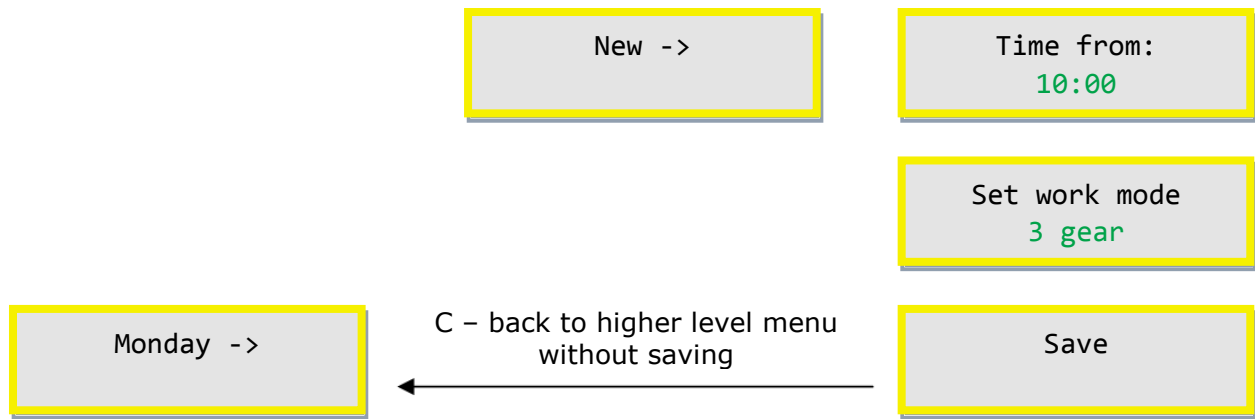 New ->
Time from:
10:00
Set work mode
3 gear
Monday ->
C – back to higher level menu
without saving
Save